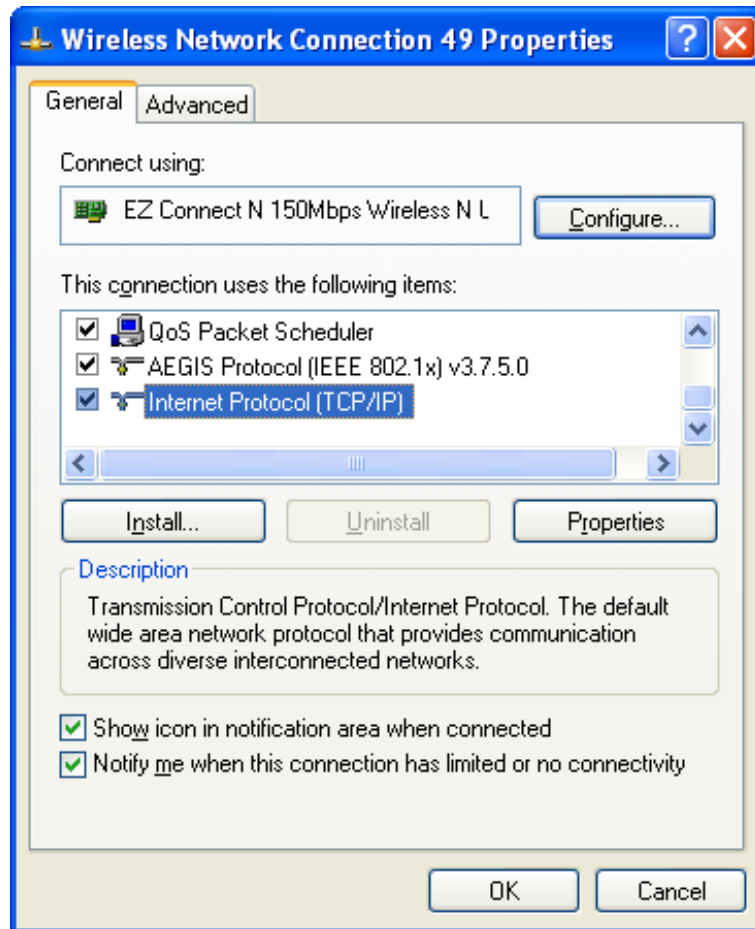 Wireless Network Connection 49 Properties
General
Advanced
Connect using:
EZ Connect N 150Mbps Wireless N
Configure...
This connection uses the following items:
QoS Packet Scheduler
AEGIS Protocol (IEEE 802.1x) v3.7.5.0
Internet Protocol (TCP/IP)
Install...
Uninstall
Properties
Description
Transmission Control Protocol/Internet Protocol. The default
wide area network protocol that provides communication
across diverse interconnected networks.
Show icon in notification area when connected
Notify me when this connection has limited or no connectivity
OK
Cancel